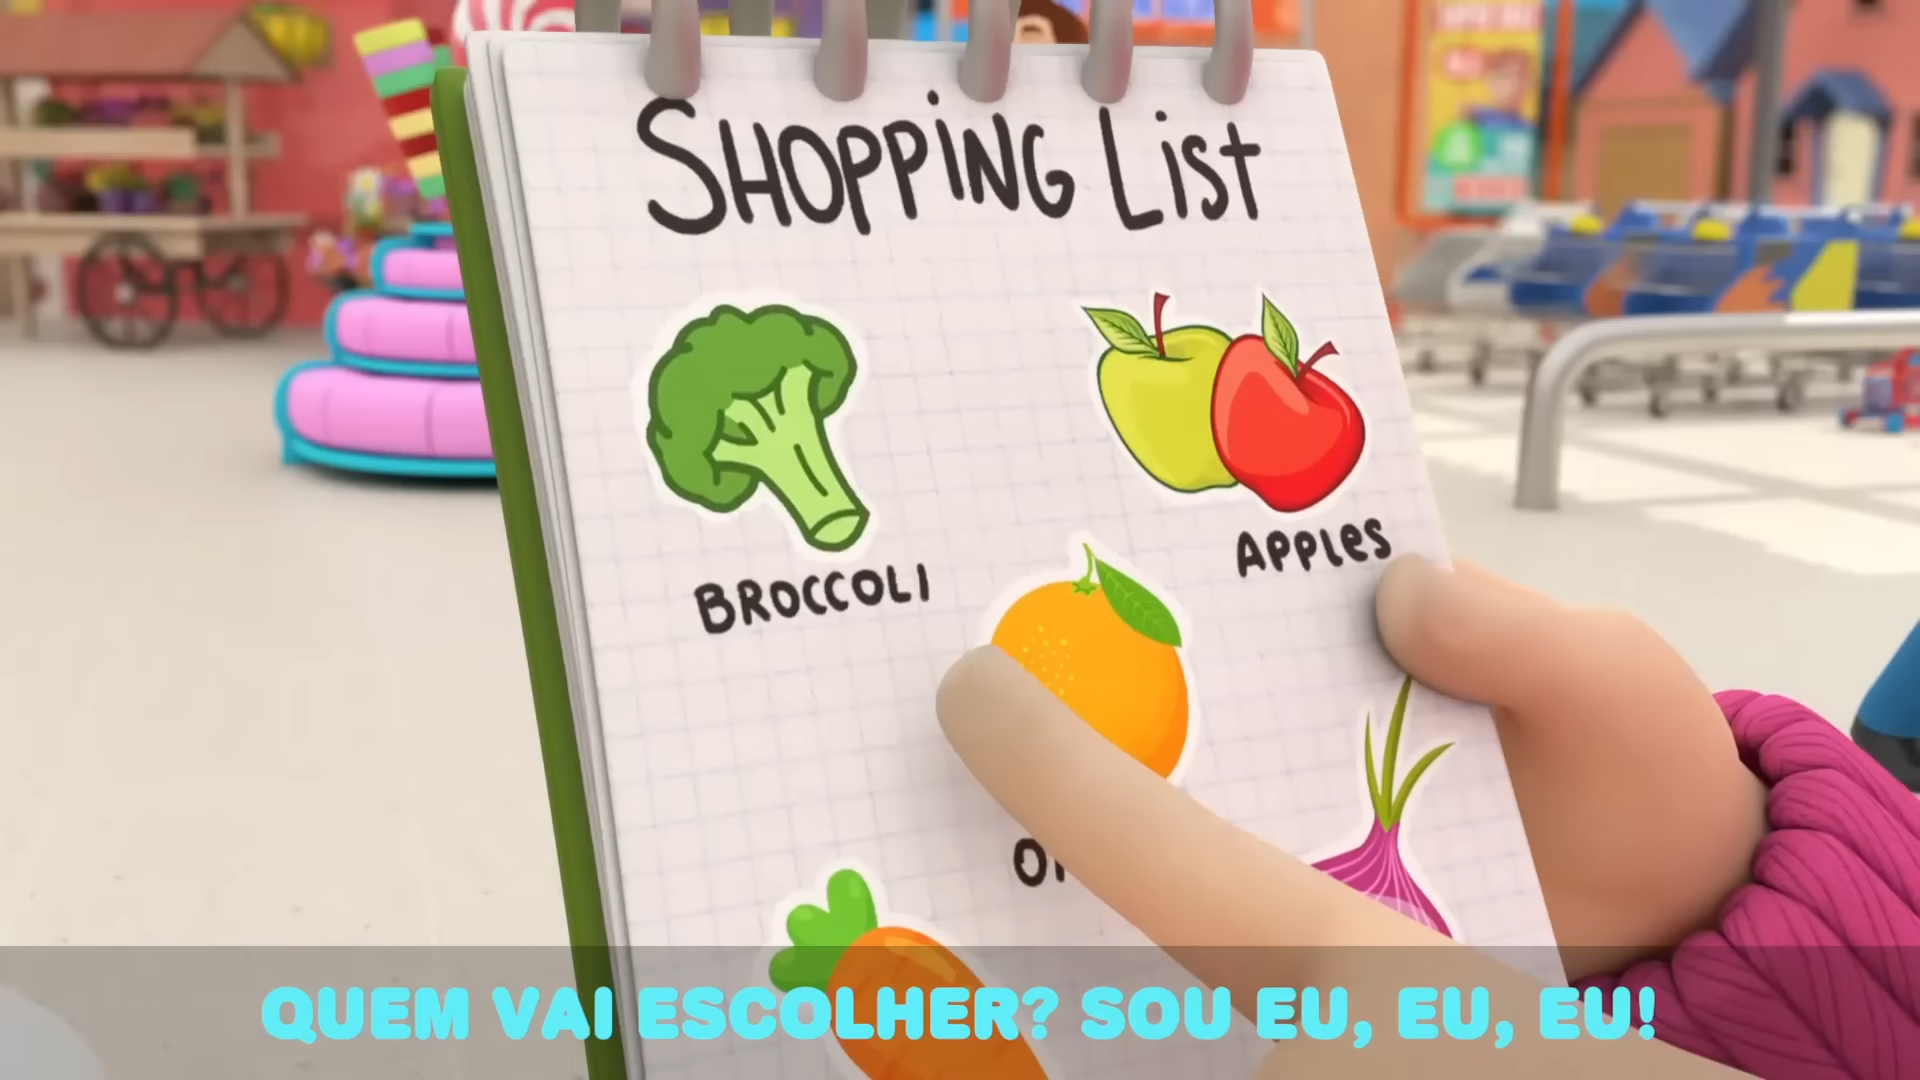 SHOPPING LIST
BROCCOLI
APPLES
QUEM VAI ESCOLHER? SOU EU, EU, EU!